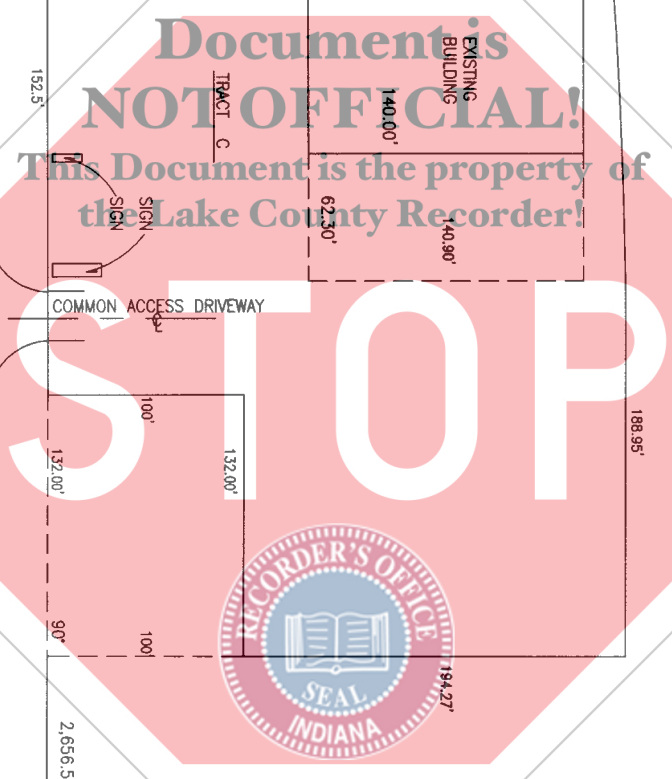 Document is
NOT OFFICIAL!
This Document is the property of
the Lake County Recorder!
STOP
EXISTING
BUILDING
140.00'
TRACT C
152.5'
62.30'
140.90'
SIGN
SIGN
COMMON ACCESS DRIVEWAY
188.95'
100'
132.00'
132.00'
90°
100'
194.27'
2,656.5
RECORDER'S OFFICE
SEAL
INDIANA